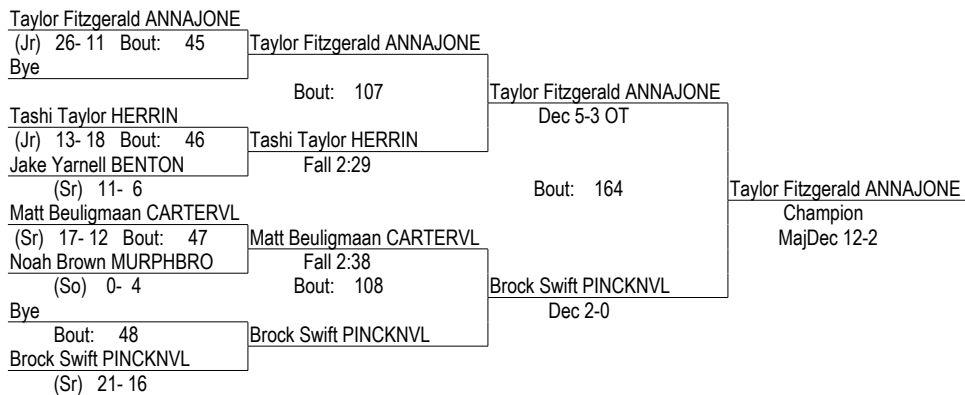 Taylor Fitzgerald ANNAJONE
(Jr) 26- 11 Bout: 45
Bye
Tashi Taylor HERRIN
(Jr) 13- 18 Bout: 46
Jake Yarnell BENTON
(Sr) 11- 6
Matt Beuligmaan CARTERVL
(Sr) 17- 12 Bout: 47
Noah Brown MURPHBRO
(So) 0- 4
Bye
Bout: 48
Brock Swift PINCKNVL
(Sr) 21- 16
Taylor Fitzgerald ANNAJONE
Bout: 107
Tashi Taylor HERRIN
Fall 2:29
Matt Beuligmaan CARTERVL
Fall 2:38
Bout: 108
Brock Swift PINCKNVL
Taylor Fitzgerald ANNAJONE
Dec 5-3 OT
Bout: 164
Brock Swift PINCKNVL
Dec 2-0
Taylor Fitzgerald ANNAJONE
Champion
MajDec 12-2